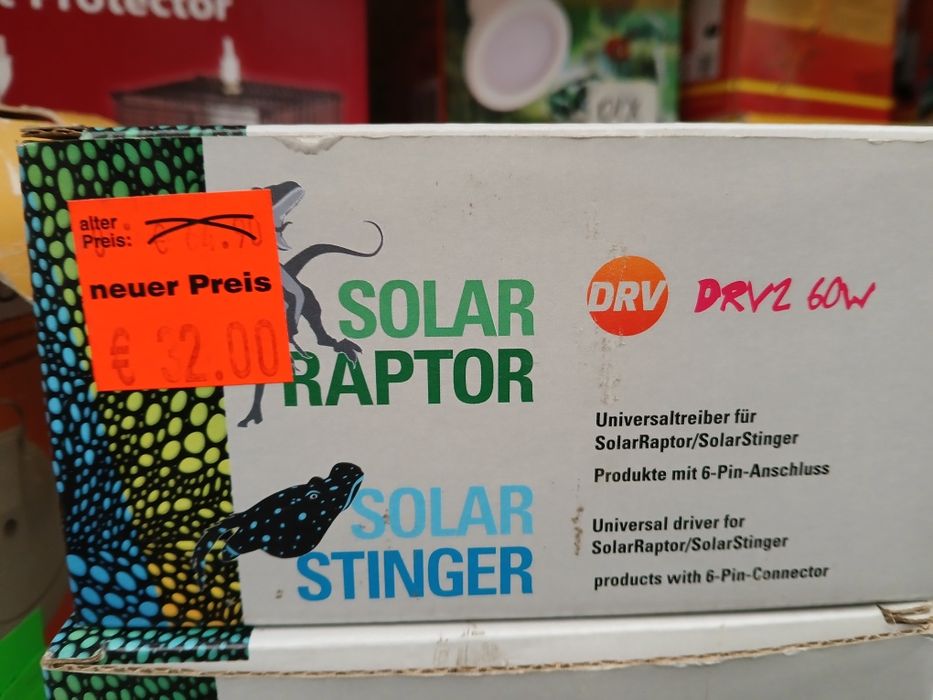 Protector
alter
Preis:
neuer Preis
€ 32.00
SOLAR
RAPTOR
DRV
DRV2 60W
Universaltreiber für
SolarRaptor/SolarStinger
Produkte mit 6-Pin-Anschluss
SOLAR
STINGER
Universal driver for
SolarRaptor/SolarStinger
products with 6-Pin-Connector